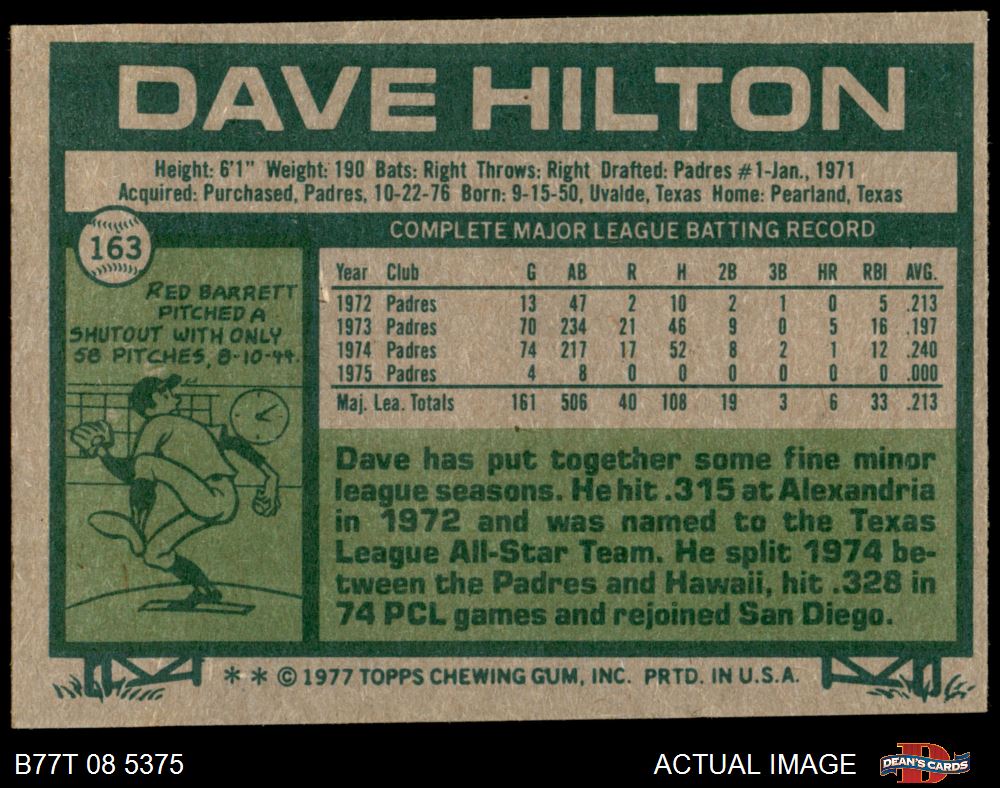 DAVE HILTON
Height: 6'1" Weight: 190 Bats: Right Throws: Right Drafted: Padres #1-Jan., 1971
Acquired: Purchased, Padres, 10-22-76 Born: 9-15-50, Uvalde, Texas Home: Pearland, Texas
163
RED BARRETT
PITCHED A
SHUTOUT WITH ONLY
58 PITCHES, 8-10-44.
COMPLETE MAJOR LEAGUE BATTING RECORD
Year Club G AB R H 2B 3B HR RBI AVG.
1972 Padres 13 47 2 10 2 1 0 5 .213
1973 Padres 70 234 21 46 9 0 5 16 .197
1974 Padres 74 217 17 52 8 2 1 12 .240
1975 Padres 4 8 0 0 0 0 0 0 .000
Maj. Lea. Totals 161 506 40 108 19 3 6 33 .213
Dave has put together some fine minor
league seasons. He hit .315 at Alexandria
in 1972 and was named to the Texas
League All-Star Team. He split 1974 be-
tween the Padres and Hawaii, hit .328 in
74 PCL games and rejoined San Diego.
* * © 1977 TOPPS CHEWING GUM, INC. PRTD. IN U.S.A.
B77T 08 5375
ACTUAL IMAGE
D
DEAN'S CARDS